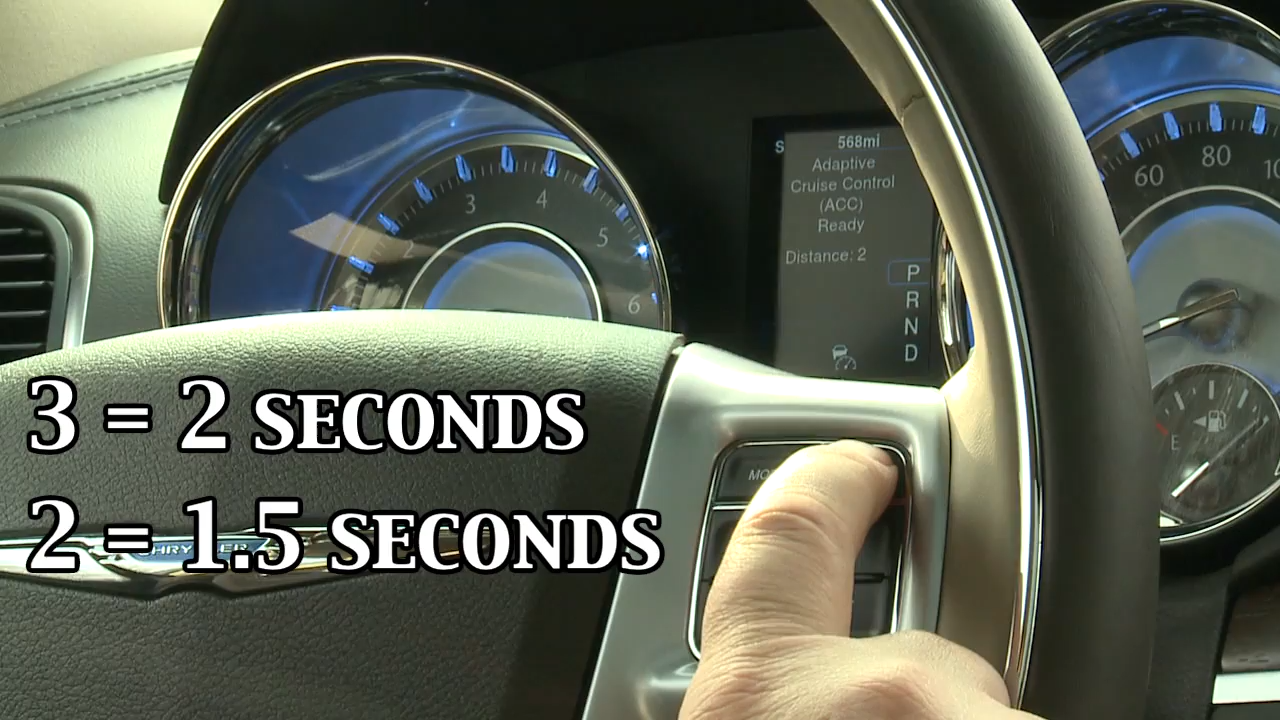 568mi
S
Adaptive
Cruise Control
(ACC)
Ready
Distance: 2
P
R
N
D
2
3
4
5
6
60
80
E
3 = 2 SECONDS
2 = 1.5 SECONDS
CHRYSLER